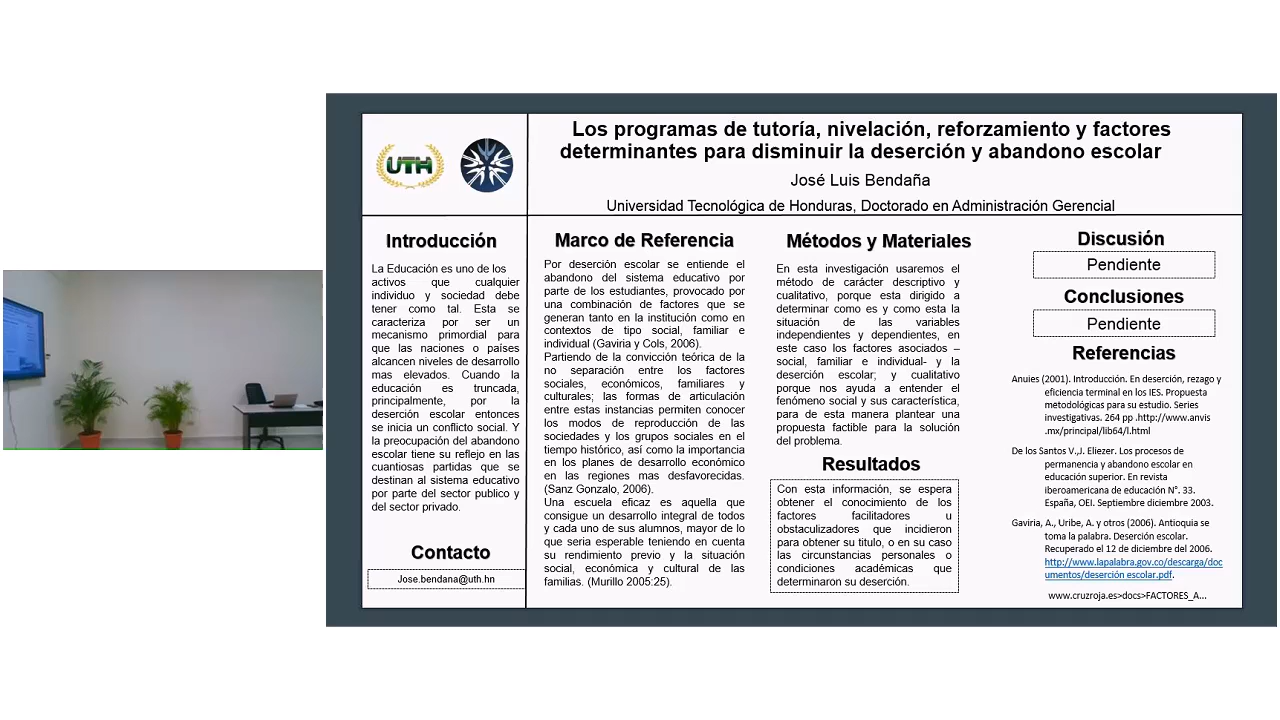 UTH
Los programas de tutoría, nivelación, reforzamiento y factores
determinantes para disminuir la deserción y abandono escolar
José Luis Bendaña
Universidad Tecnológica de Honduras, Doctorado en Administración Gerencial
Introducción
La Educación es uno de los
activos que cualquier
individuo y sociedad debe
tener como tal. Esta se
caracteriza por ser un
mecanismo primordial para
que las naciones o países
alcancen niveles de desarrollo
mas elevados. Cuando la
educación es truncada,
principalmente, por la
deserción escolar entonces
se inicia un conflicto social. Y
la preocupación del abandono
escolar tiene su reflejo en las
cuantiosas partidas que se
destinan al sistema educativo
por parte del sector publico y
del sector privado.
Contacto
Jose.bendana@uth.hn
Marco de Referencia
Por deserción escolar se entiende el
abandono del sistema educativo por
parte de los estudiantes, provocado por
una combinación de factores que se
generan tanto en la institución como en
contextos de tipo social, familiar e
individual (Gaviria y Cols, 2006).
Partiendo de la convicción teórica de la
no separación entre los factores
sociales, económicos, familiares y
culturales; las formas de articulación
entre estas instancias permiten conocer
los modos de reproducción de las
sociedades y los grupos sociales en el
tiempo histórico, así como la importancia
en los planes de desarrollo económico
en las regiones mas desfavorecidas.
(Sanz Gonzalo, 2006).
Una escuela eficaz es aquella que
consigue un desarrollo integral de todos
y cada uno de sus alumnos, mayor de lo
que seria esperable teniendo en cuenta
su rendimiento previo y la situación
social, económica y cultural de las
familias. (Murillo 2005:25).
Métodos y Materiales
En esta investigación usaremos el
método de carácter descriptivo y
cualitativo, porque esta dirigido a
determinar como es y como esta la
situación de las variables
independientes y dependientes, en
este caso los factores asociados –
social, familiar e individual- y la
deserción escolar; y cualitativo
porque nos ayuda a entender el
fenómeno social y sus característica,
para de esta manera plantear una
propuesta factible para la solución
del problema.
Resultados
Con esta información, se espera
obtener el conocimiento de los
factores facilitadores u
obstaculizadores que incidieron
para obtener su titulo, o en su caso
las circunstancias personales o
condiciones académicas que
determinaron su deserción.
Discusión
Pendiente
Conclusiones
Pendiente
Referencias
Anuies (2001). Introducción. En deserción, rezago y
eficiencia terminal en los IES. Propuesta
metodológicas para su estudio. Series
investigativas. 264 pp .http://www.anvis
.mx/principal/lib64/l.html
De los Santos V.,J. Eliezer. Los procesos de
permanencia y abandono escolar en
educación superior. En revista
iberoamericana de educación N°. 33.
España, OEI. Septiembre diciembre 2003.
Gaviria, A., Uribe, A. y otros (2006). Antioquia se
toma la palabra. Deserción escolar.
Recuperado el 12 de diciembre del 2006.
http://www.lapalabra.gov.co/descarga/doc
umentos/deserción escolar.pdf.
www.cruzroja.es>docs>FACTORES_A...